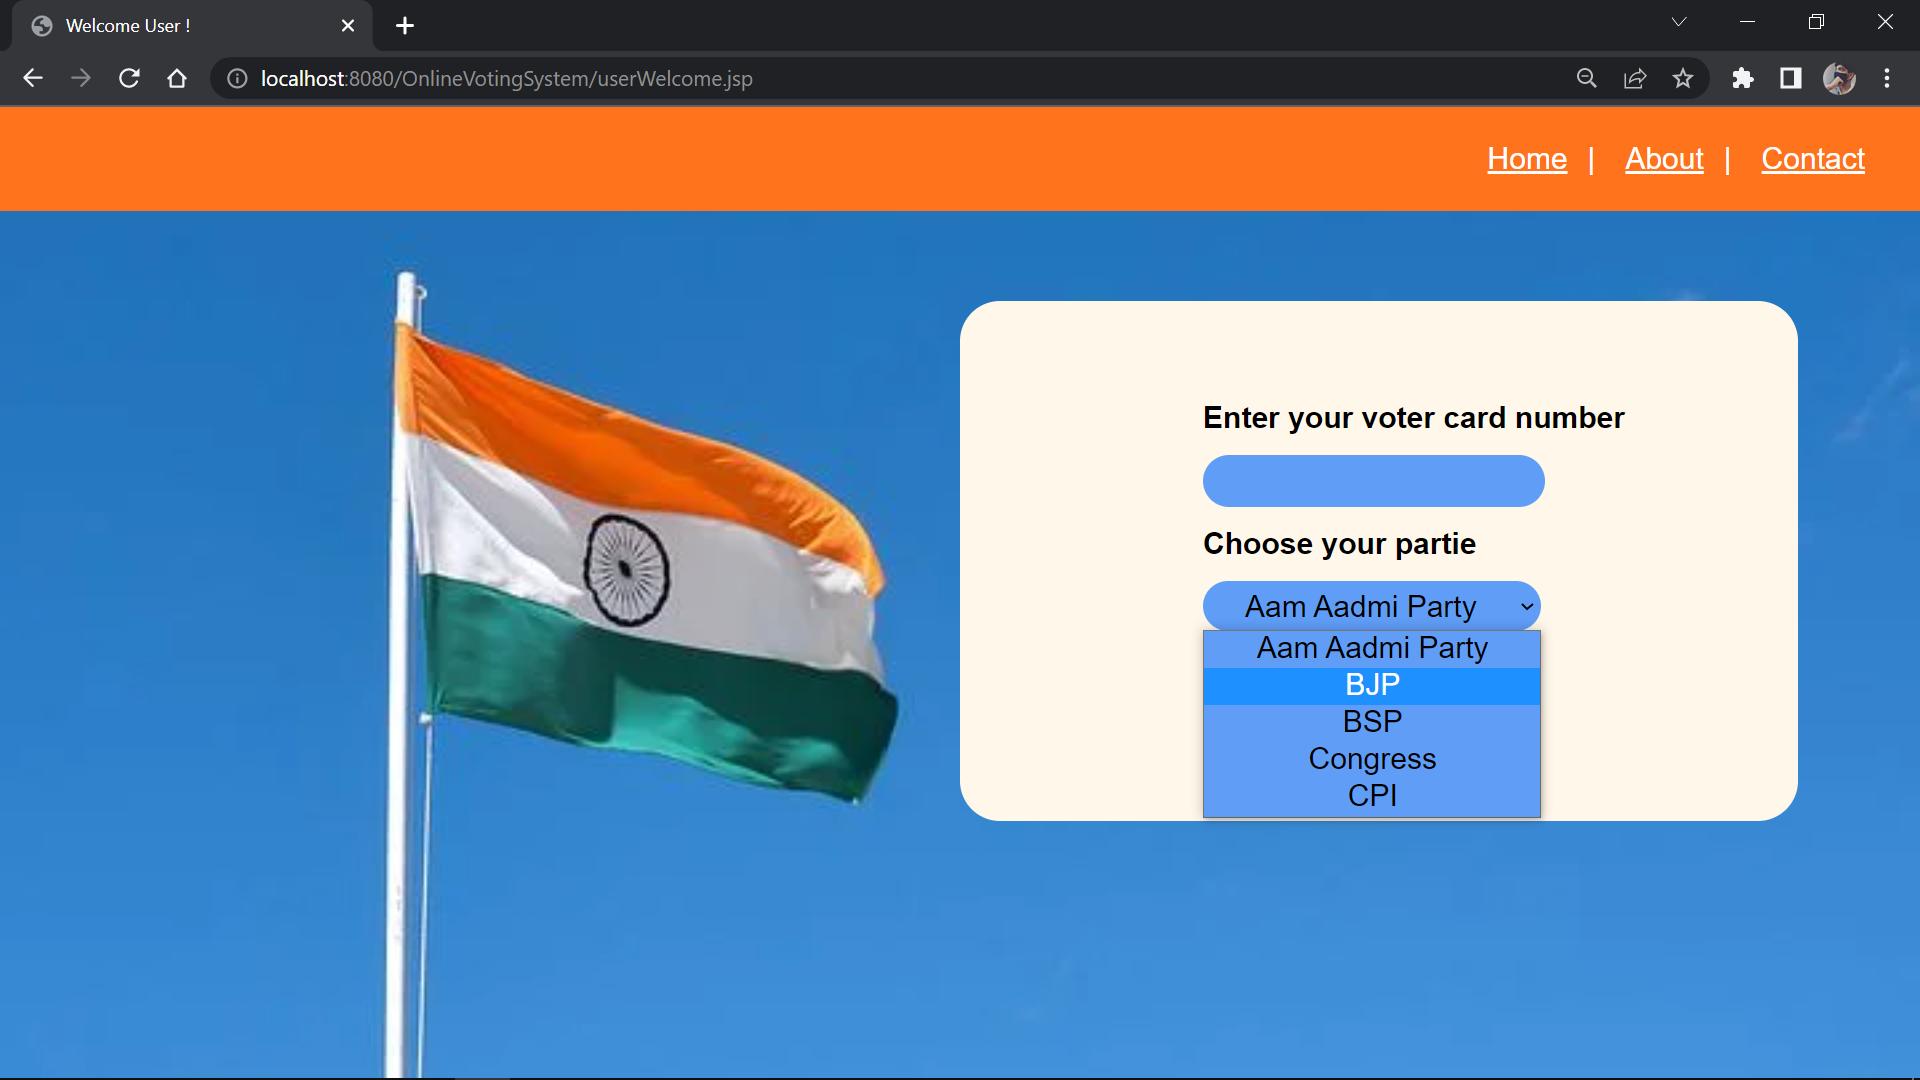 Welcome User !
localhost:8080/OnlineVotingSystem/userWelcome.jsp
Home | About | Contact
Enter your voter card number
Choose your partie
Aam Aadmi Party
Aam Aadmi Party
BJP
BSP
Congress
CPI